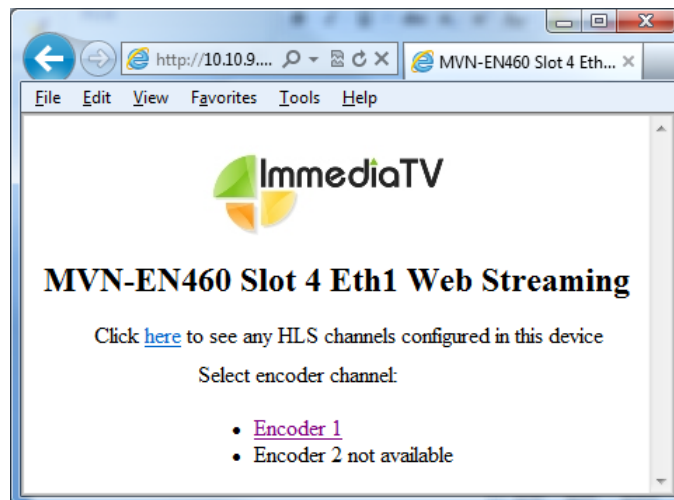 http://10.10.9.... MVN-EN460 Slot 4 Eth...
File Edit View Favorites Tools Help
ImmediaTV
MVN-EN460 Slot 4 Eth1 Web Streaming
Click here to see any HLS channels configured in this device
Select encoder channel:
• Encoder 1
• Encoder 2 not available